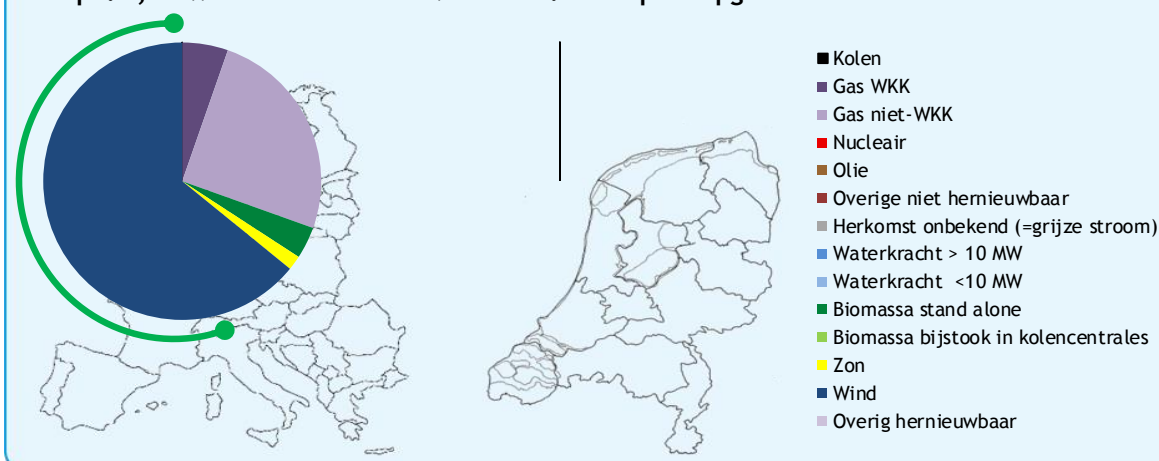 Kolen
Gas WKK
Gas niet-WKK
Nucleair
Olie
Overige niet hernieuwbaar
Herkomst onbekend (=grijze stroom)
Waterkracht > 10 MW
Waterkracht <10 MW
Biomassa stand alone
Biomassa bijstook in kolencentrales
Zon
Wind
Overig hernieuwbaar